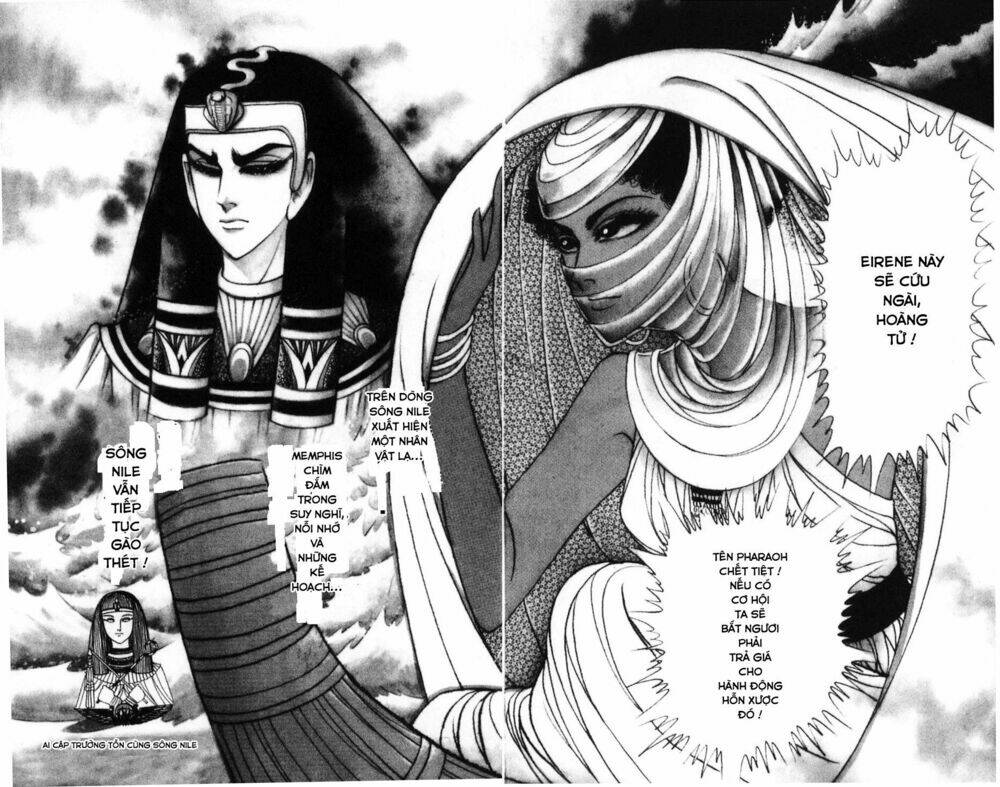 EIRENE NÀY
SẼ CỨU
NGÀI,
HOÀNG
TỬ !
TÊN PHARAOH
CHẾT TIỆT !
NẾU CÓ
CƠ HỘI
TA SẼ
BẮT NGƯƠI
PHẢI
TRẢ GIÁ
CHO
HÀNH ĐỘNG
HỖN XƯỢC
ĐÓ !
TRÊN DÒNG
SÔNG NILE
XUẤT HIỆN
MỘT NHÂN
VẬT LẠ...!
MEMPHIS
CHÌM
ĐẮM
TRONG
SUY NGHĨ,
NỖI NHỚ
VÀ
NHỮNG
KẾ
HOẠCH...
SÔNG
NILE
VẪN
TIẾP
TỤC
GÀO
THÉT !
AI CẬP TRƯỜNG TỒN CÙNG SÔNG NILE